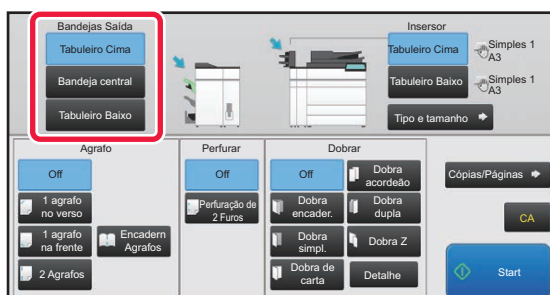 Bandejas Saída
Tabuleiro Cima
Bandeja central
Tabuleiro Baixo
Insersor
Tabuleiro Cima
Simples 1
A3
Tabuleiro Baixo
Simples 1
A3
Tipo e tamanho
Agrafo
Off
1 agrafo
no verso
1 agrafo
na frente
Encadern
Agrafos
2 Agrafos
Perfurar
Off
Perfuração de
2 Furos
Dobrar
Off
Dobra
acordeão
Dobra
encader.
Dobra
dupla
Dobra
simpl.
Dobra Z
Dobra de
carta
Detalhe
Cópias/Páginas
CA
Start